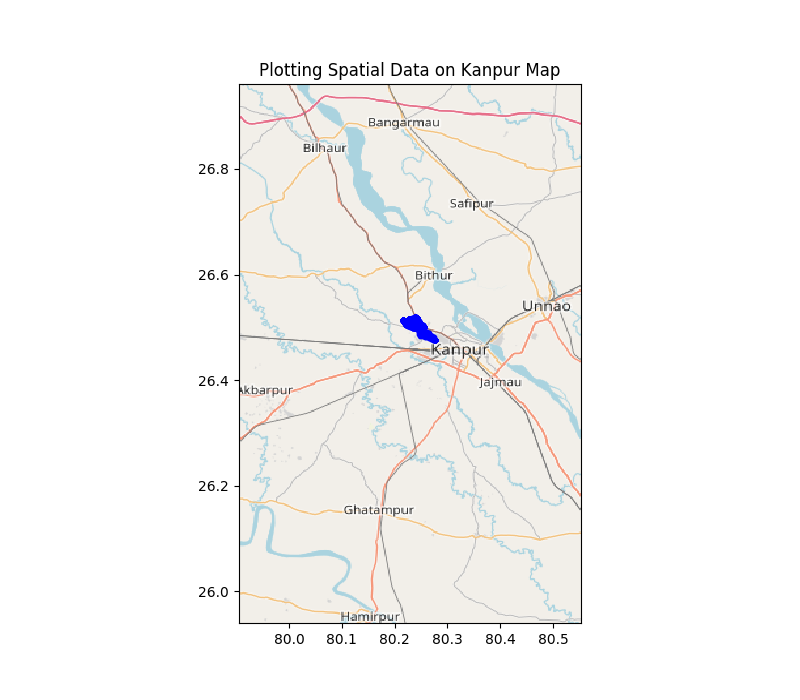 Plotting Spatial Data on Kanpur Map
Bangarmau
Bilhaur
26.8
Safipur
Bithur
26.6
Unnao
Kanpur
26.4
Jajmau
Akbarpur
26.2
Ghatampur
26.0
Hamirpur
80.0 80.1 80.2 80.3 80.4 80.5